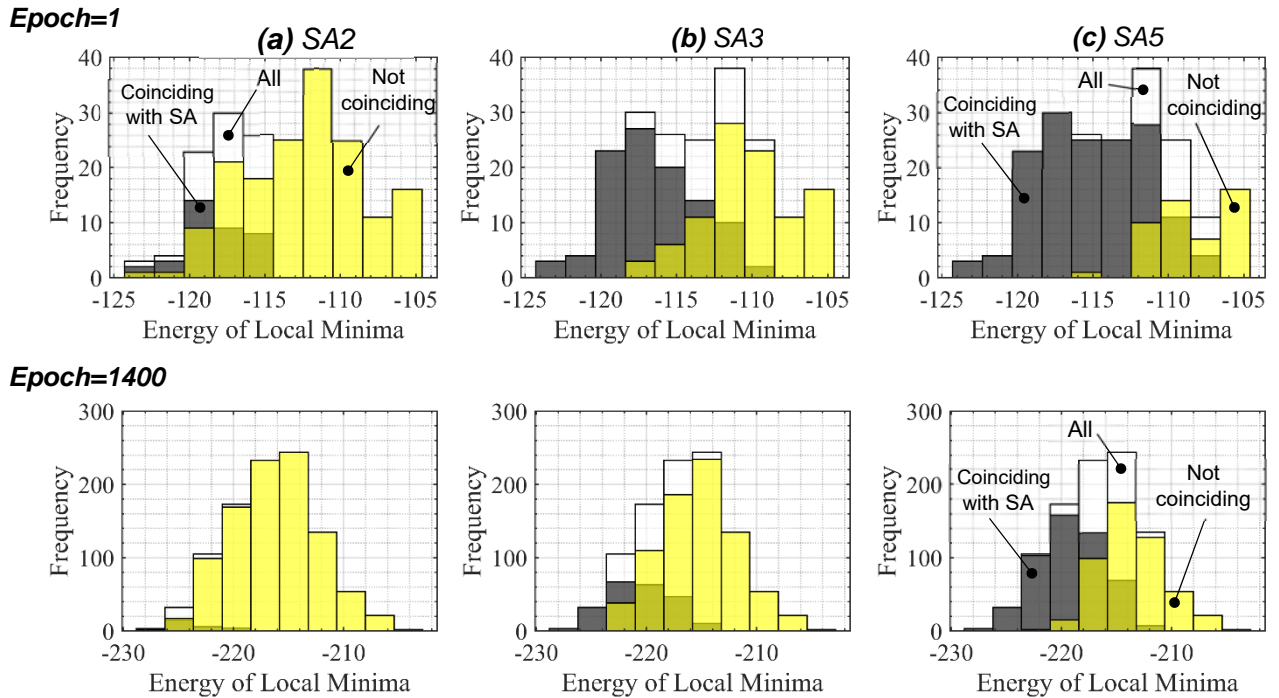 Epoch=1
(a) SA2
(b) SA3
(c) SA5
40
30
20
10
0
Frequency
Coinciding
with SA
All
Not
coinciding
-125
-120
-115
-110
-105
Energy of Local Minima
40
30
20
10
0
Frequency
-120
-115
-110
-105
Energy of Local Minima
40
30
20
10
0
Frequency
Coinciding
with SA
All
Not
coinciding
-120
-115
-110
-105
Energy of Local Minima
Epoch=1400
300
200
100
0
Frequency
-230
-220
-210
Energy of Local Minima
300
200
100
0
Frequency
-230
-220
-210
Energy of Local Minima
300
200
100
0
Frequency
Coinciding
with SA
All
Not
coinciding
-230
-220
-210
Energy of Local Minima